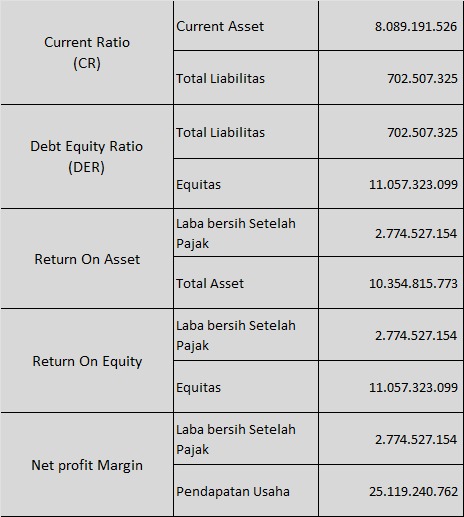 Current Ratio
(CR)
Current Asset 8.089.191.526
Total Liabilitas 702.507.325
Debt Equity Ratio
(DER)
Total Liabilitas 702.507.325
Equitas 11.057.323.099
Return On Asset
Laba bersih Setelah
Pajak 2.774.527.154
Total Asset 10.354.815.773
Return On Equity
Laba bersih Setelah
Pajak 2.774.527.154
Equitas 11.057.323.099
Net profit Margin
Laba bersih Setelah
Pajak 2.774.527.154
Pendapatan Usaha 25.119.240.762